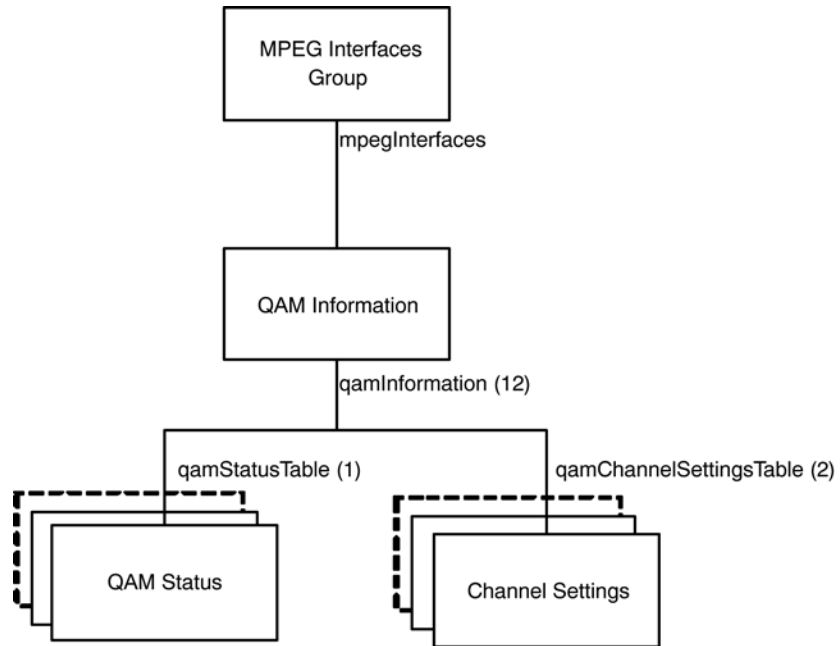 MPEG Interfaces
Group
mpegInterfaces
QAM Information
qamInformation (12)
qamStatusTable (1)
qamChannelSettingsTable (2)
QAM Status
Channel Settings